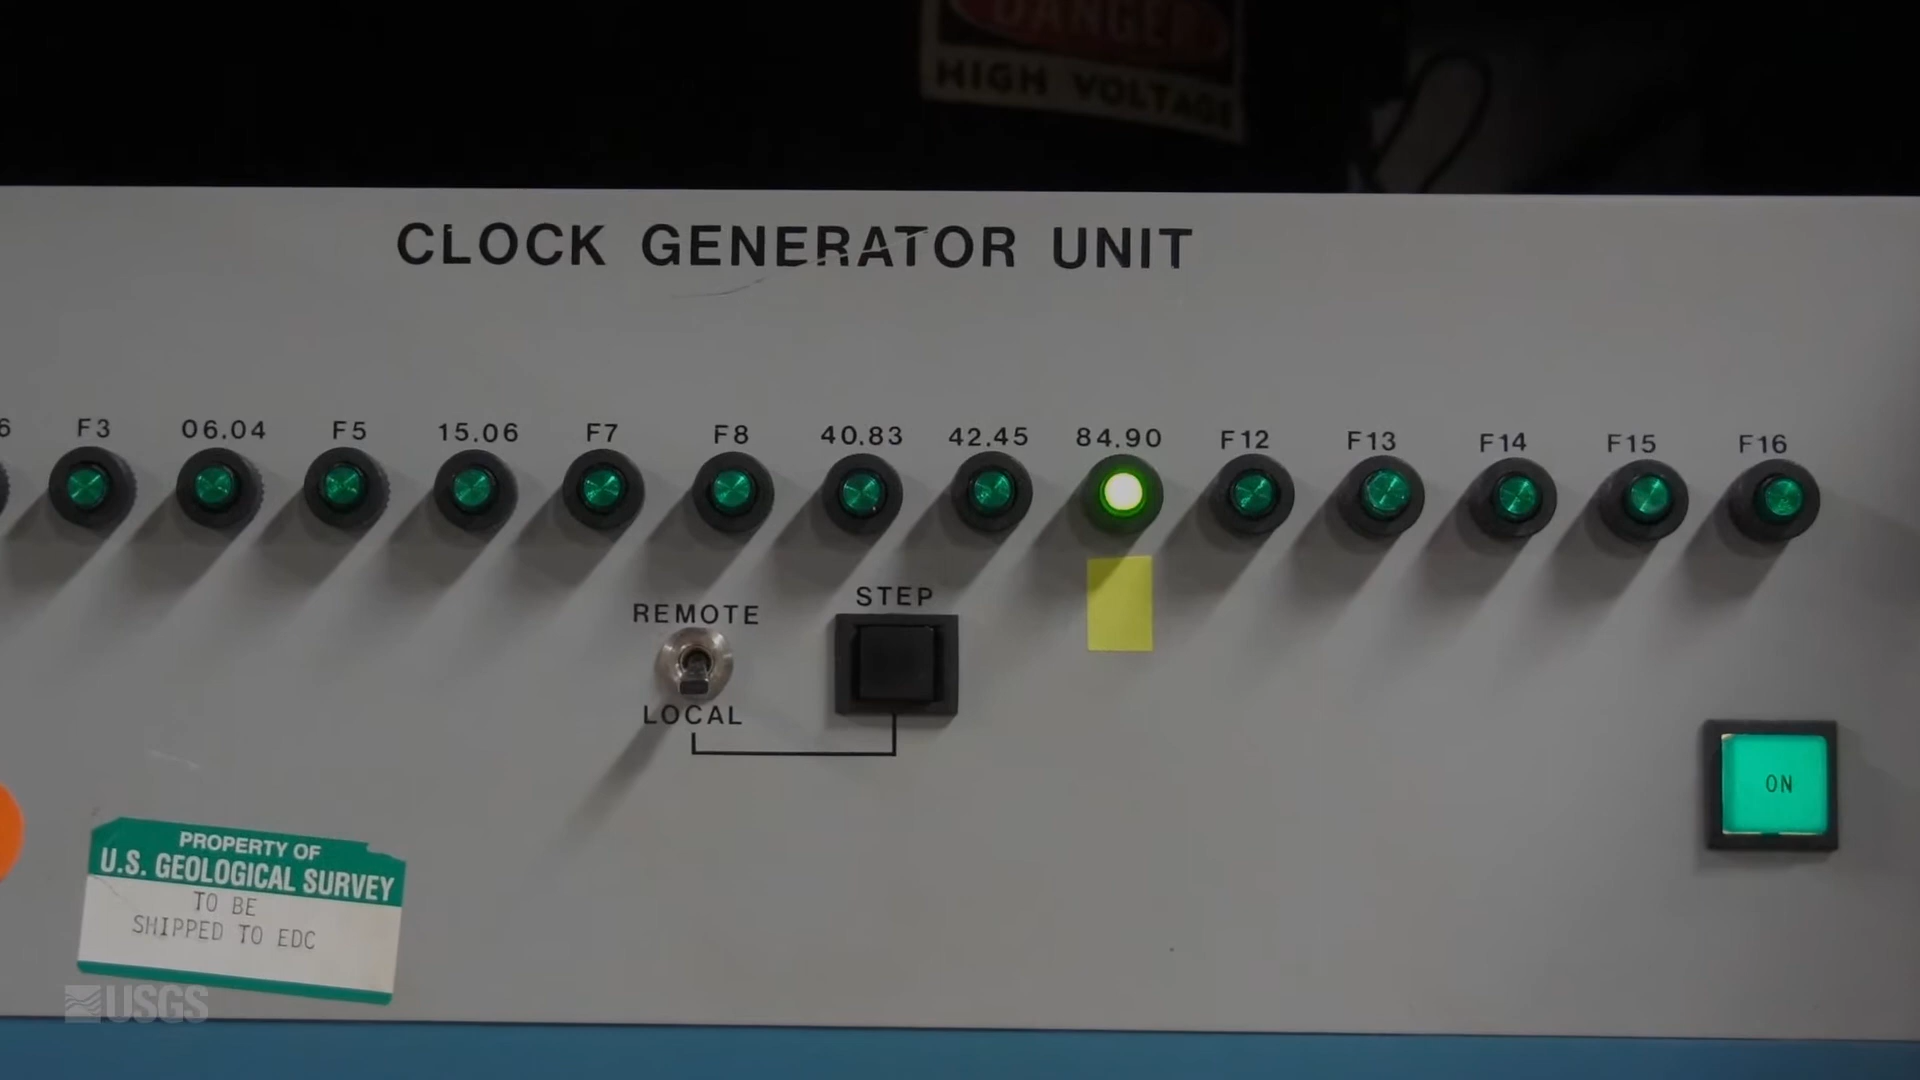 DANGER
HIGH VOLTAGE
CLOCK GENERATOR UNIT
6 F3 06.04 F5 15.06 F7 F8 40.83 42.45 84.90 F12 F13 F14 F15 F16
REMOTE
STEP
LOCAL
ON
PROPERTY OF
U.S. GEOLOGICAL SURVEY
TO BE
SHIPPED TO EDC
USGS